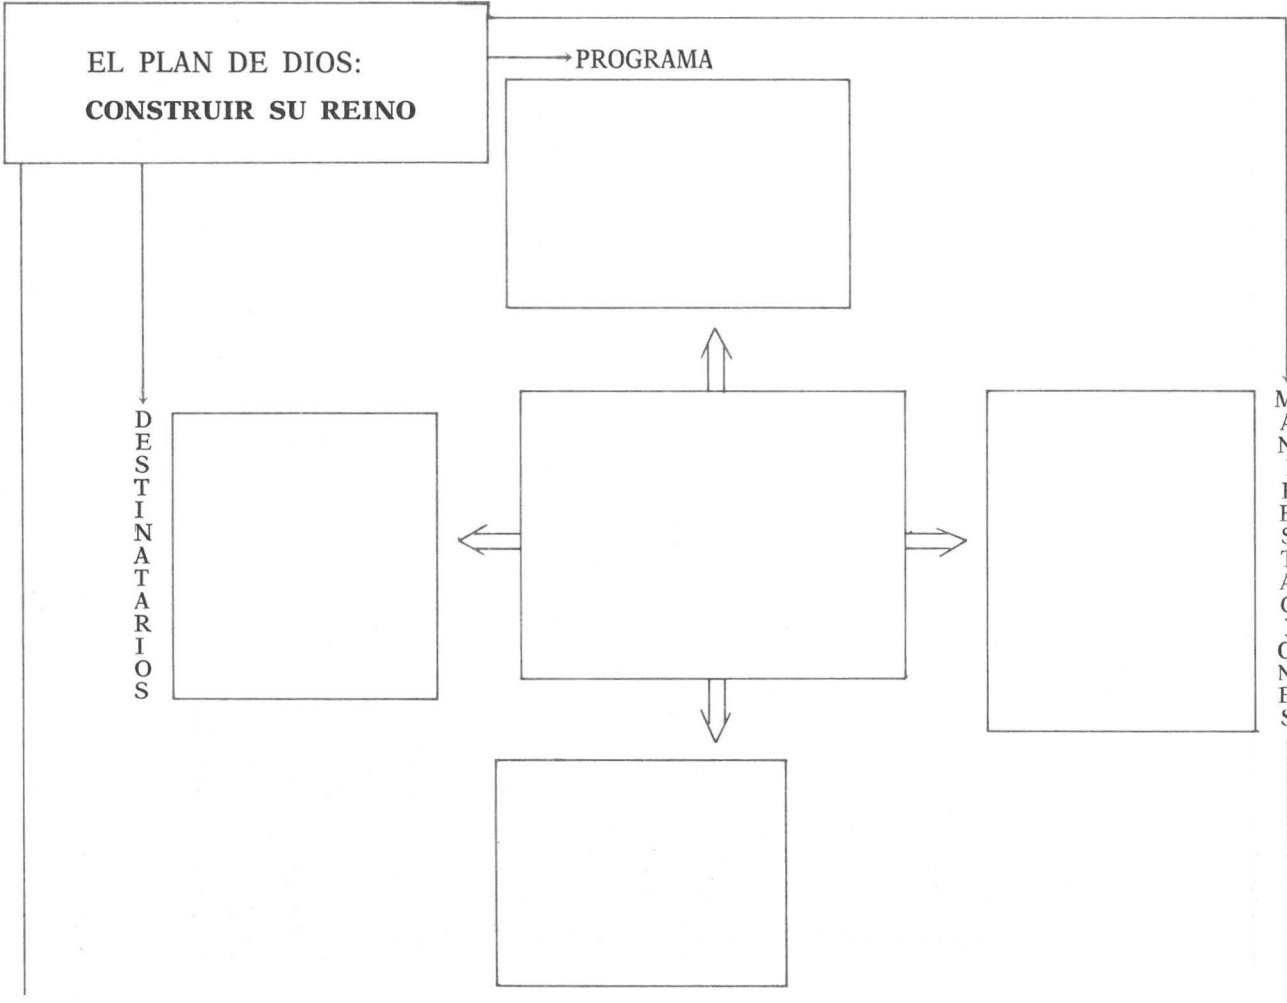 EL PLAN DE DIOS:
CONSTRUIR SU REINO
PROGRAMA
DESTINATARIOS